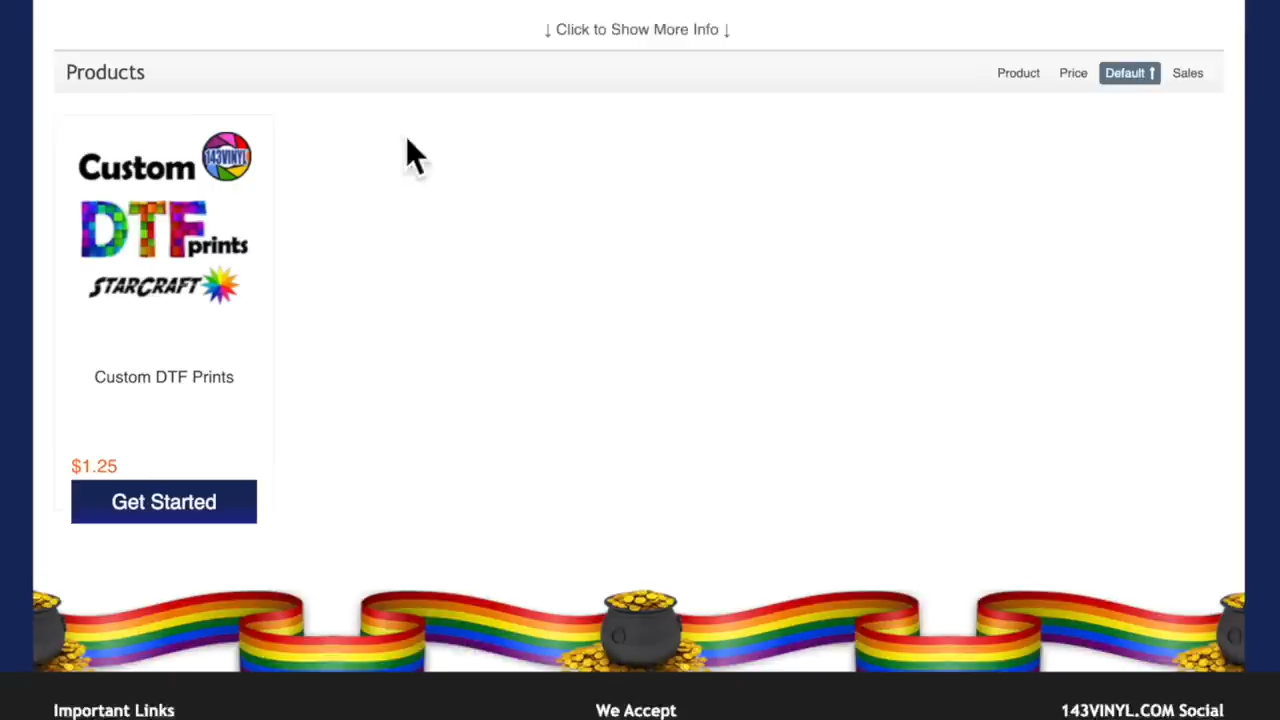 ↓ Click to Show More Info ↓
Products
Product Price Default ↑ Sales
Custom 143VINYL
DTF prints
STARCRAFT
Custom DTF Prints
$1.25
Get Started
Important Links We Accept 143VINYL.COM Social